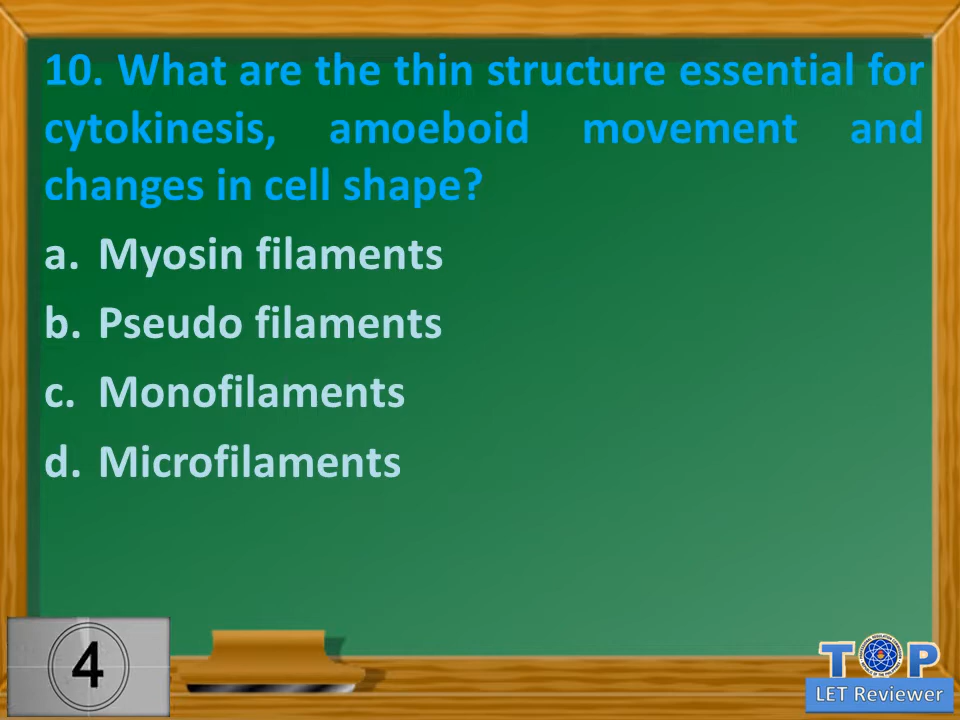 10. What are the thin structure essential for
cytokinesis, amoeboid movement and
changes in cell shape?
a. Myosin filaments
b. Pseudo filaments
c. Monofilaments
d. Microfilaments
4
TOP
LET Reviewer